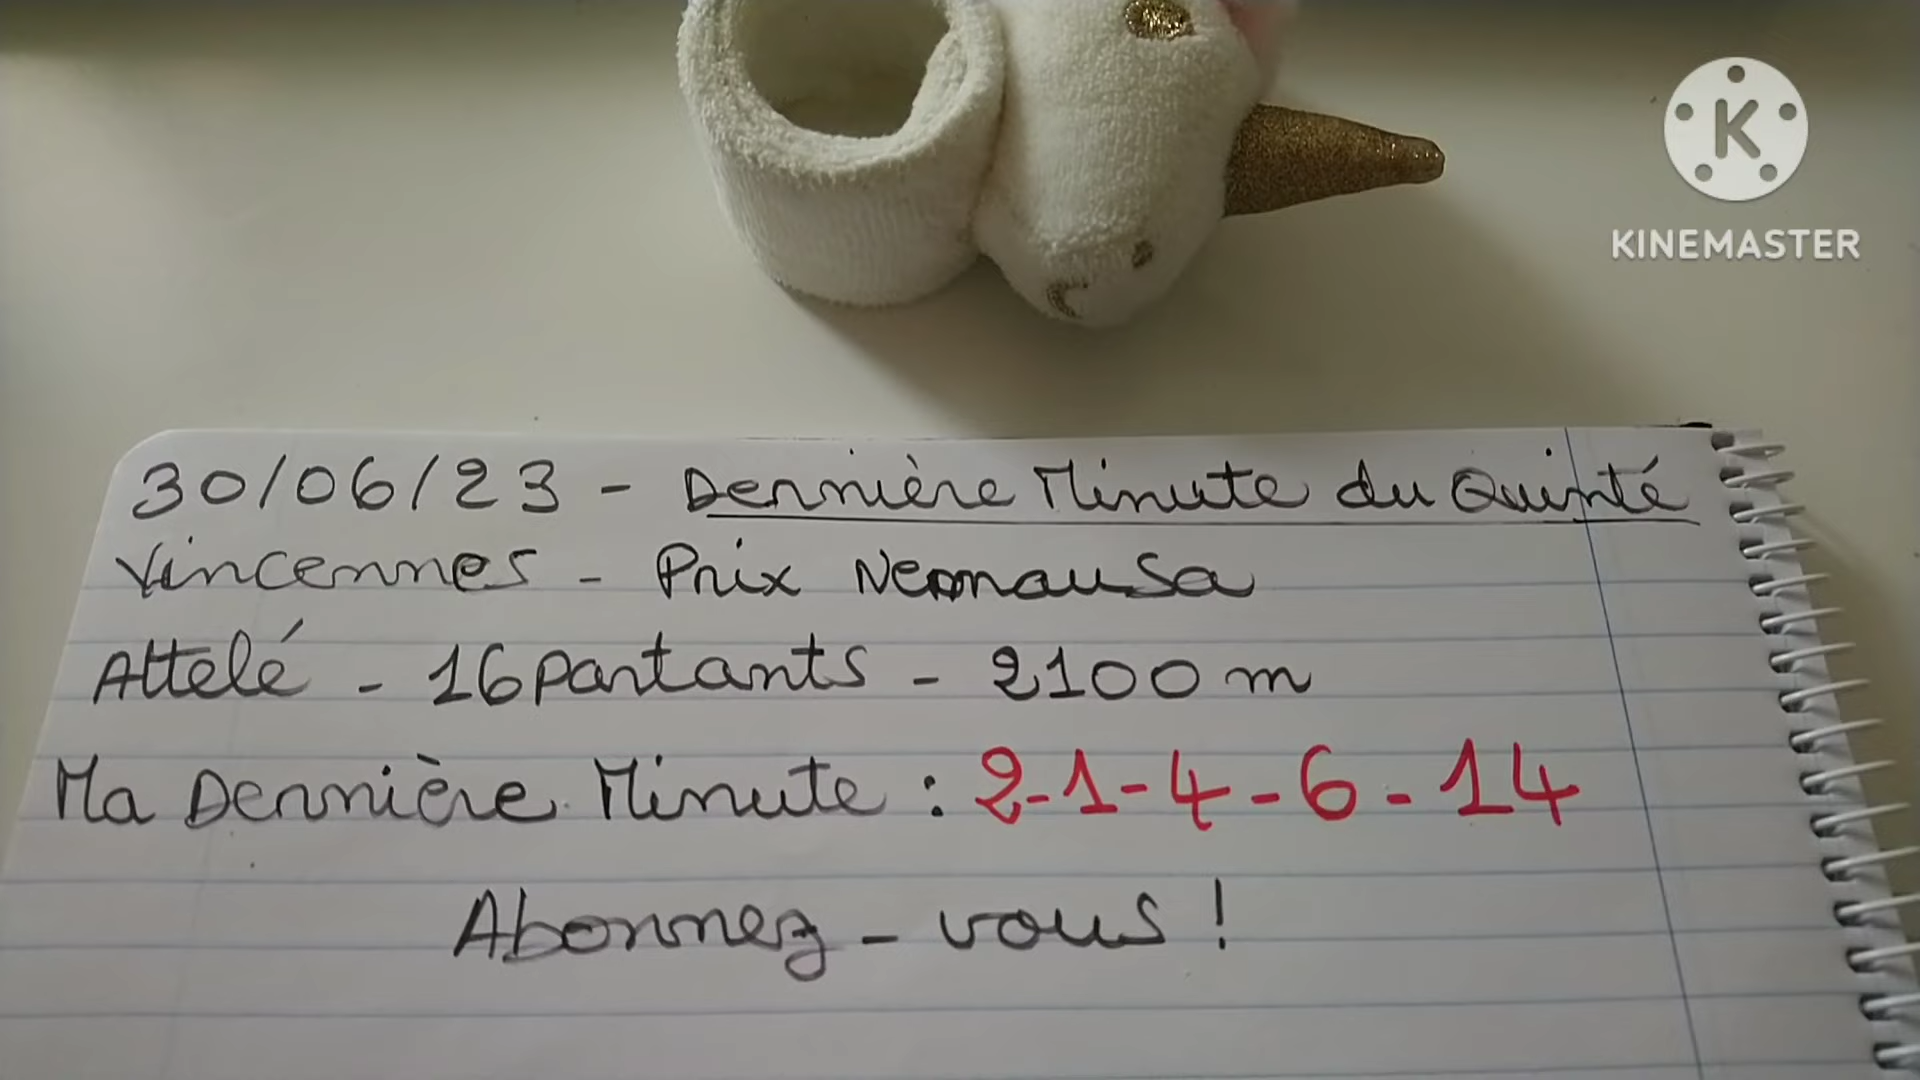 K
KINEMASTER
30/06/23 - Dernière Minute du Quinté
Vincennes - Prix Nemausa
Attelé - 16 Partants - 2100 m
Ma Dernière Minute : 2-1-4-6-14
Abonnez-vous !